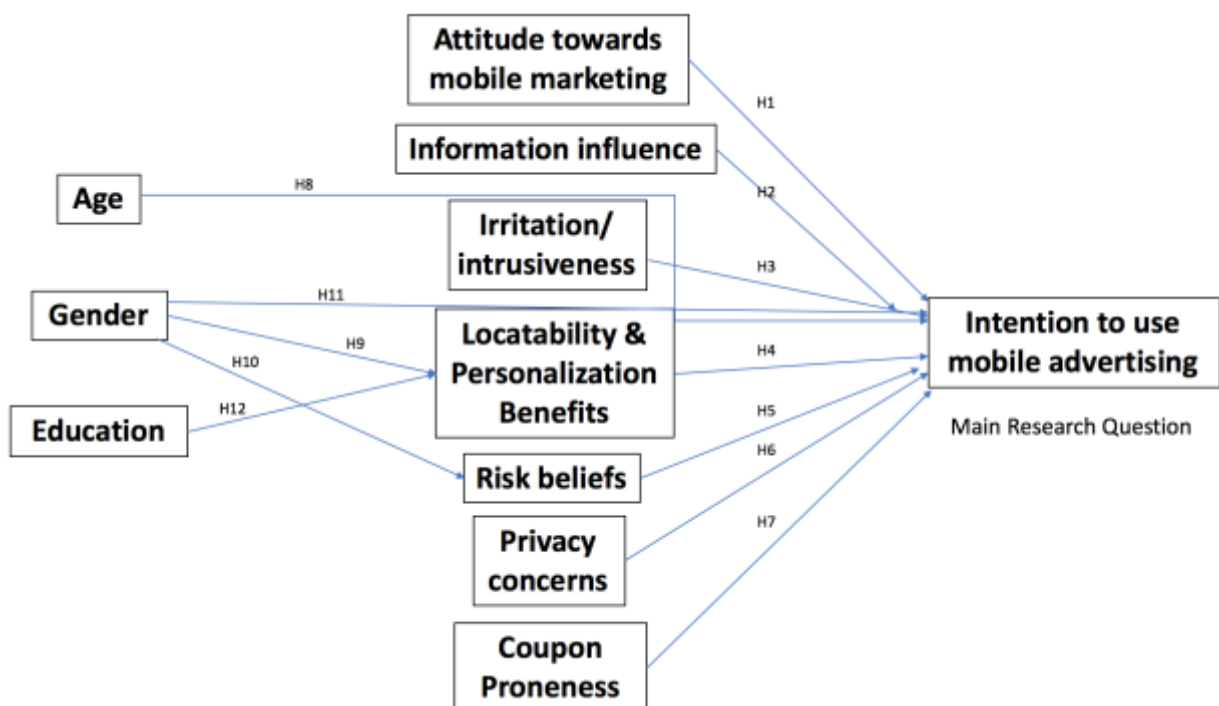 Attitude towards
mobile marketing
H1
Information influence
H2
H8
Age
Irritation/
intrusiveness
H3
H11
Gender
Locatability &
Personalization
Benefits
Intention to use
mobile advertising
H9
H4
H10
H12
Education
H5
Main Research Question
H6
Risk beliefs
Privacy
concerns
H7
Coupon
Proneness